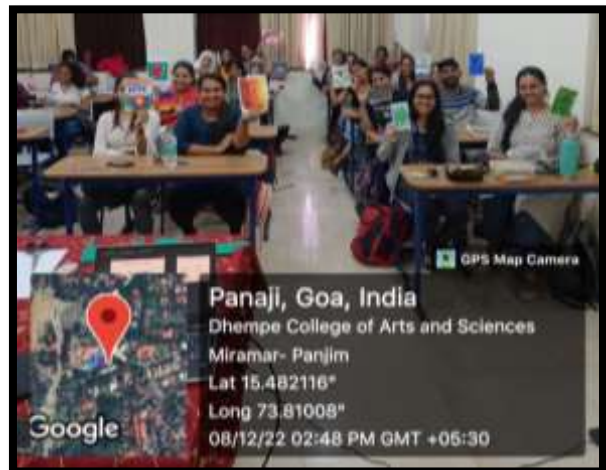 GPS Map Camera
Panaji, Goa, India
Dhempe College of Arts and Sciences
Miramar- Panjim
Lat 15.482116°
Long 73.81008°
08/12/22 02:48 PM GMT +05:30
Google